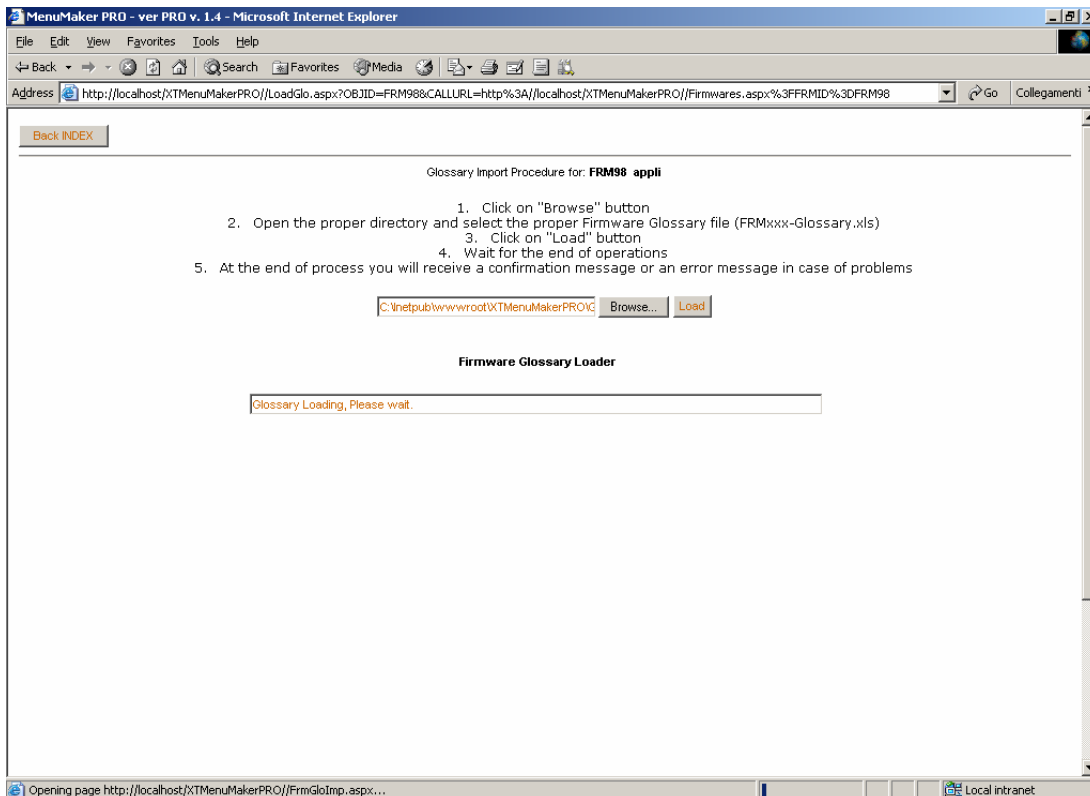 MenuMaker PRO - ver PRO v. 1.4 - Microsoft Internet Explorer
File Edit View Favorites Tools Help
Back Search Favorites Media
Address http://localhost/XTMenuMakerPRO//LoadGlo.aspx?OBJID=FRM98&CALLURL=http%3A//localhost/XTMenuMakerPRO//Firmwares.aspx%3FFRMID%3DFRM98 Go Collegamenti
Back INDEX
Glossary Import Procedure for: FRM98 appli
1. Click on "Browse" button
2. Open the proper directory and select the proper Firmware Glossary file (FRMxxx-Glossary.xls)
3. Click on "Load" button
4. Wait for the end of operations
5. At the end of process you will receive a confirmation message or an error message in case of problems
C:\Inetpub\wwwroot\XTMenuMakerPRO\G Browse... Load
Firmware Glossary Loader
Glossary Loading, Please wait.
Opening page http://localhost/XTMenuMakerPRO//FrmGloImp.aspx... Local intranet